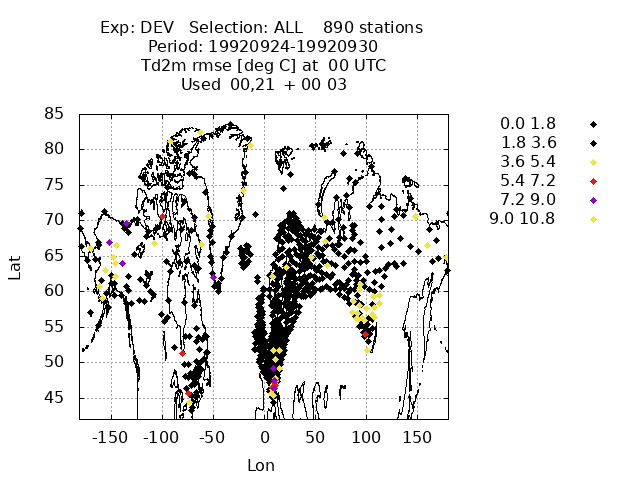 Exp: DEV   Selection: ALL    890 stations
Period: 19920924-19920930
Td2m rmse [deg C] at  00 UTC
Used  00,21  + 00 03
85
80
75
70
65
60
55
50
45
Lat
-150 -100 -50 0 50 100 150
Lon
0.0 1.8
1.8 3.6
3.6 5.4
5.4 7.2
7.2 9.0
9.0 10.8